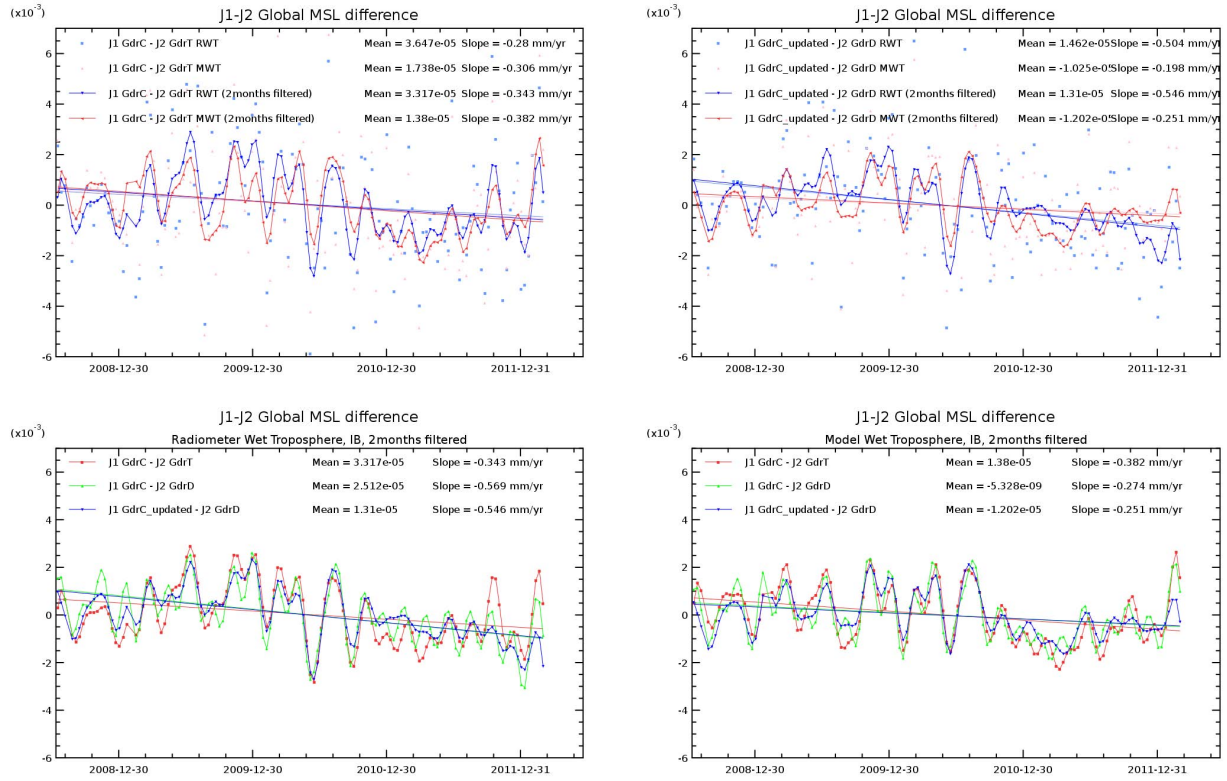 J1-J2 Global MSL difference
(x10-3)
J1 GdrC - J2 GdrT RWT Mean = 3.647e-05 Slope = -0.28 mm/yr
J1 GdrC - J2 GdrT MWT Mean = 1.738e-05 Slope = -0.306 mm/yr
J1 GdrC - J2 GdrT RWT (2months filtered) Mean = 3.317e-05 Slope = -0.343 mm/yr
J1 GdrC - J2 GdrT MWT (2months filtered) Mean = 1.38e-05 Slope = -0.382 mm/yr
6
4
2
0
-2
-4
-6
2008-12-30 2009-12-30 2010-12-30 2011-12-31
J1-J2 Global MSL difference
(x10-3)
J1 GdrC_updated - J2 GdrD RWT Mean = 1.462e-05 Slope = -0.504 mm/y
J1 GdrC_updated - J2 GdrD MWT Mean = -1.025e-05 Slope = -0.198 mm/y
J1 GdrC_updated - J2 GdrD RWT (2months filtered) Mean = 1.31e-05 Slope = -0.546 mm/y
J1 GdrC_updated - J2 GdrD MWT (2months filtered) Mean = -1.202e-05 Slope = -0.251 mm/y
6
4
2
0
-2
-4
-6
2008-12-30 2009-12-30 2010-12-30 2011-12-31
J1-J2 Global MSL difference
Radiometer Wet Troposphere, IB, 2months filtered
(x10-3)
J1 GdrC - J2 GdrT Mean = 3.317e-05 Slope = -0.343 mm/yr
J1 GdrC - J2 GdrD Mean = 2.512e-05 Slope = -0.569 mm/yr
J1 GdrC_updated - J2 GdrD Mean = 1.31e-05 Slope = -0.546 mm/yr
6
4
2
0
-2
-4
-6
2008-12-30 2009-12-30 2010-12-30 2011-12-31
J1-J2 Global MSL difference
Model Wet Troposphere, IB, 2months filtered
(x10-3)
J1 GdrC - J2 GdrT Mean = 1.38e-05 Slope = -0.382 mm/yr
J1 GdrC - J2 GdrD Mean = -5.328e-09 Slope = -0.274 mm/yr
J1 GdrC_updated - J2 GdrD Mean = -1.202e-05 Slope = -0.251 mm/yr
6
4
2
0
-2
-4
-6
2008-12-30 2009-12-30 2010-12-30 2011-12-31